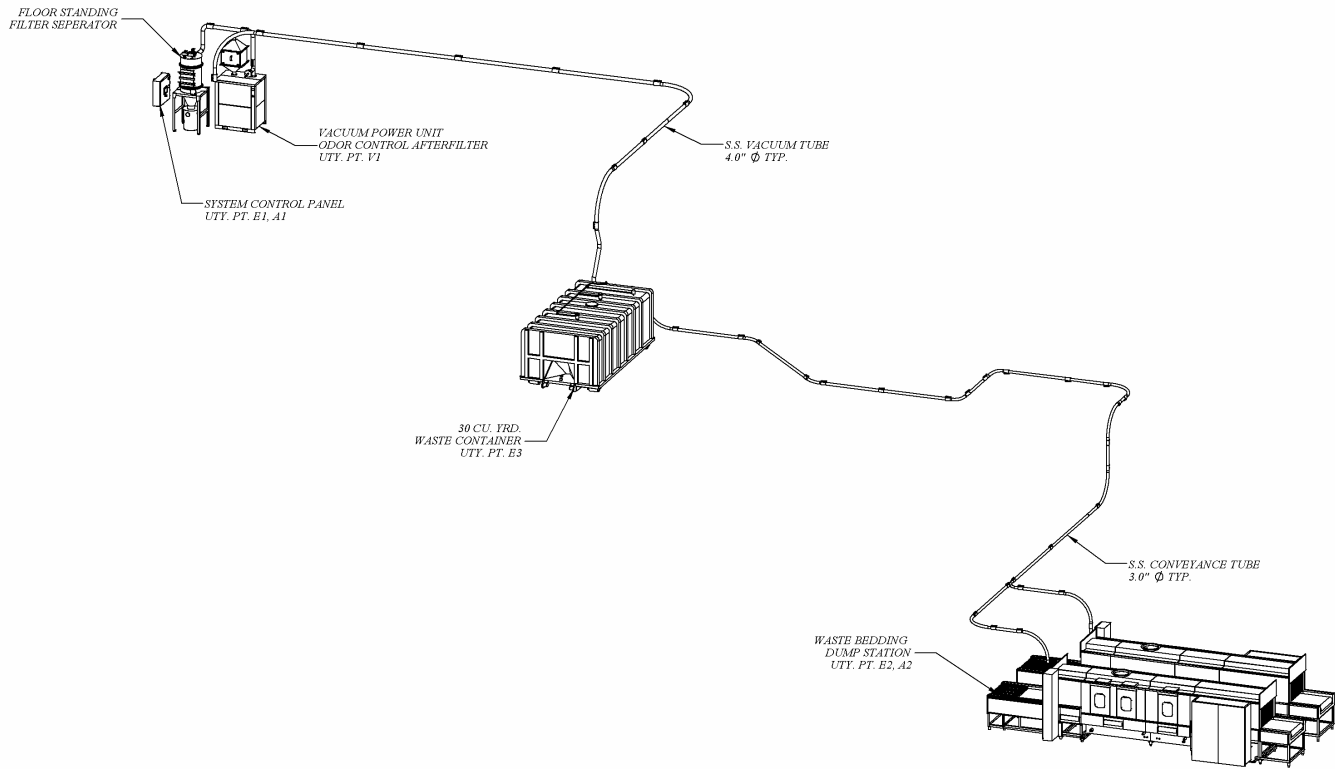 FLOOR STANDING
FILTER SEPERATOR
VACUUM POWER UNIT
ODOR CONTROL AFTERFILTER
UTY. PT. V1
S.S. VACUUM TUBE
4.0" Ø TYP.
SYSTEM CONTROL PANEL
UTY. PT. E1, A1
30 CU. YRD.
WASTE CONTAINER
UTY. PT. E3
S.S. CONVEYANCE TUBE
3.0" Ø TYP.
WASTE BEDDING
DUMP STATION
UTY. PT. E2, A2